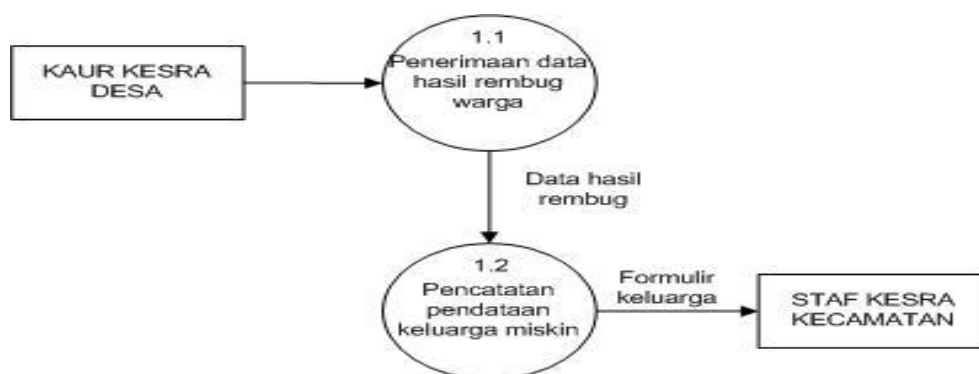 1.1
Penerimaan data
hasil rembug
warga
KAUR KESRA
DESA
Data hasil
rembug
1.2
Pencatatan
pendataan
keluarga miskin
Formulir
keluarga
STAF KESRA
KECAMATAN